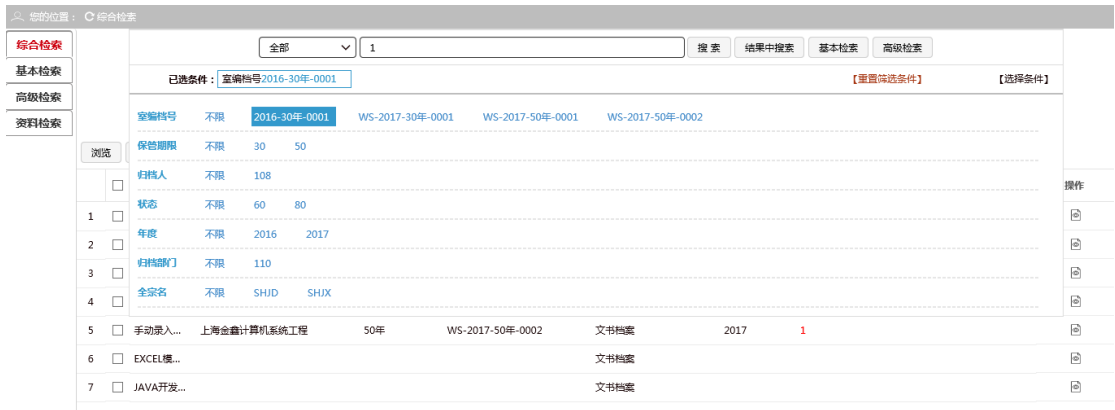 您的位置： 综合检索
综合检索
基本检索
高级检索
资料检索
全部 1 搜 索 结果中搜索 基本检索 高级检索
已选条件： 室编档号2016-30年-0001 【重置筛选条件】 【选择条件】
室编档号 不限 2016-30年-0001 WS-2017-30年-0001 WS-2017-50年-0001 WS-2017-50年-0002
保管期限 不限 30 50
归档人 不限 108
状态 不限 60 80
年度 不限 2016 2017
归档部门 不限 110
全宗名 不限 SHJD SHJX
浏览
操作
1
2
3
4
5 手动录入... 上海金鑫计算机系统工程 50年 WS-2017-50年-0002 文书档案 2017 1
6 EXCEL模... 文书档案
7 JAVA开发... 文书档案